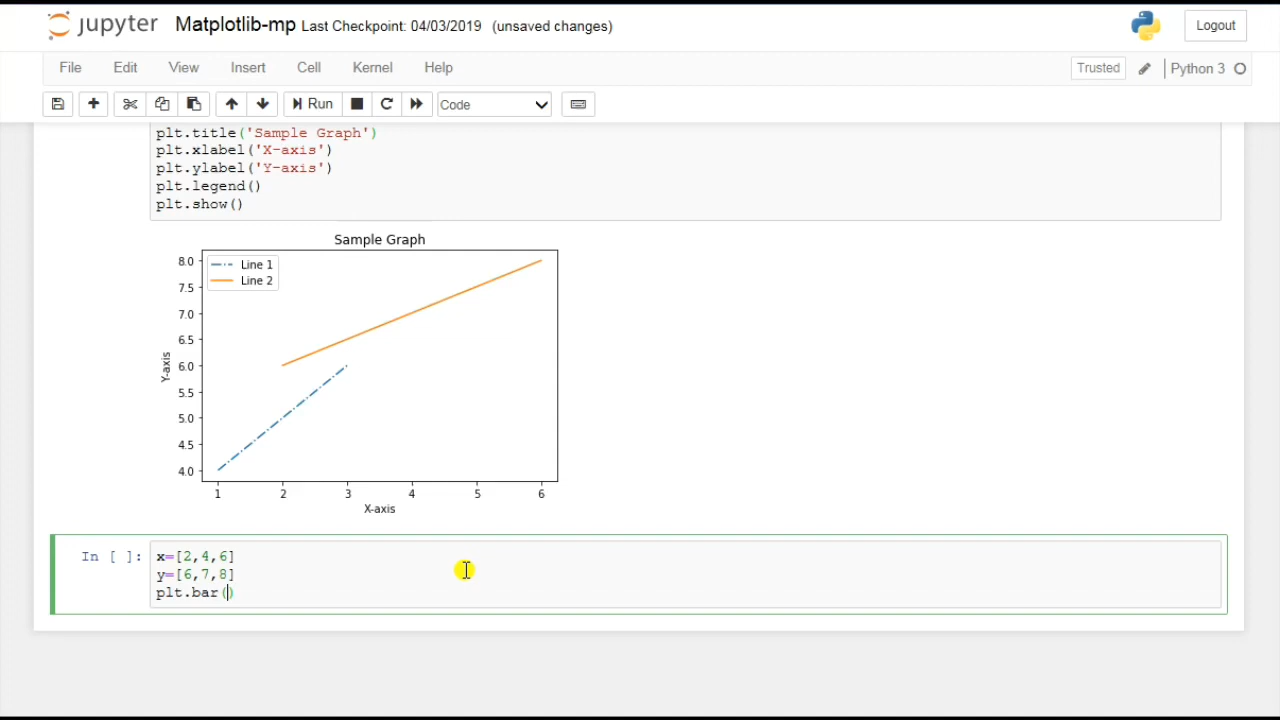 jupyter Matplotlib-mp Last Checkpoint: 04/03/2019 (unsaved changes) Logout
File Edit View Insert Cell Kernel Help Trusted Python 3
Run Code
plt.title('Sample Graph')
plt.xlabel('X-axis')
plt.ylabel('Y-axis')
plt.legend()
plt.show()
Sample Graph
Line 1
Line 2
8.0
7.5
7.0
6.5
6.0
5.5
5.0
4.5
4.0
Y-axis
1 2 3 4 5 6
X-axis
In [ ]: x=[2,4,6]
y=[6,7,8]
plt.bar()